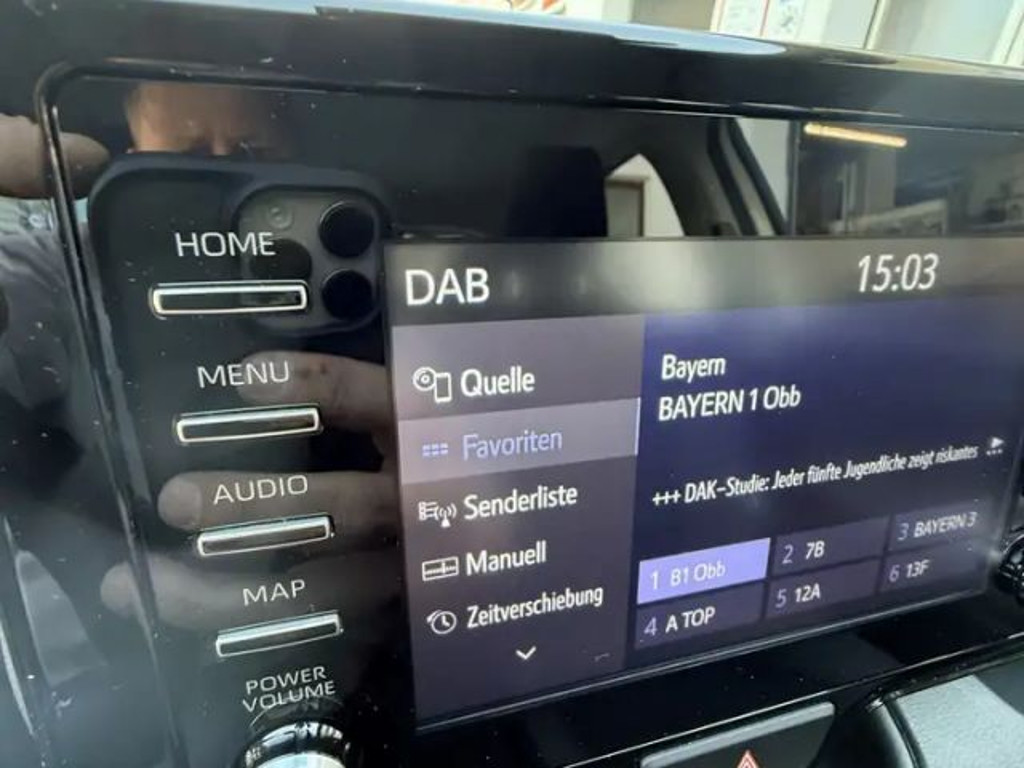 HOME
MENU
AUDIO
MAP
POWER
VOLUME
DAB
15:03
Quelle
Favoriten
Senderliste
Manuell
Zeitverschiebung
Bayern
BAYERN 1 Obb
+++ DAK-Studie: Jeder fünfte Jugendliche zeigt riskantes
1 B1 Obb
2 7B
3 BAYERN 3
4 A TOP
5 12A
6 13F